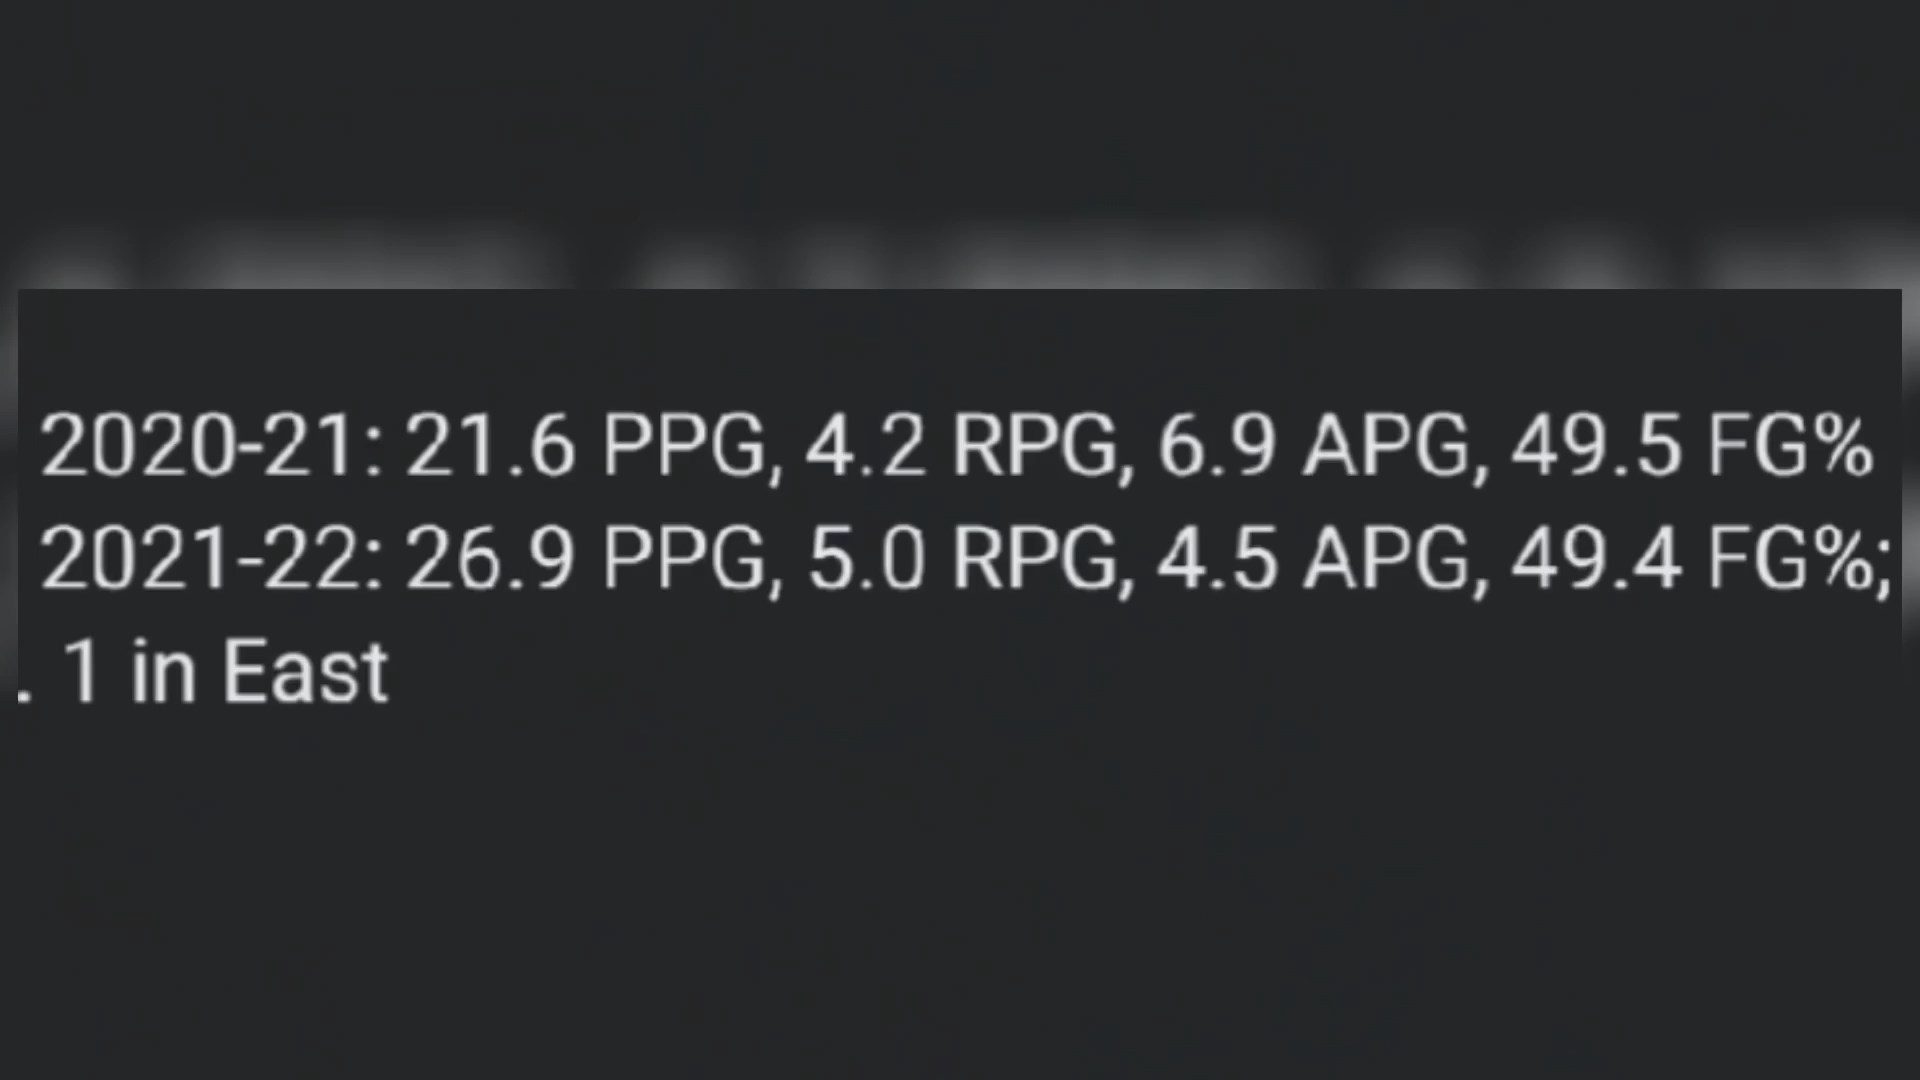 2020-21: 21.6 PPG, 4.2 RPG, 6.9 APG, 49.5 FG%
2021-22: 26.9 PPG, 5.0 RPG, 4.5 APG, 49.4 FG%;
. 1 in East